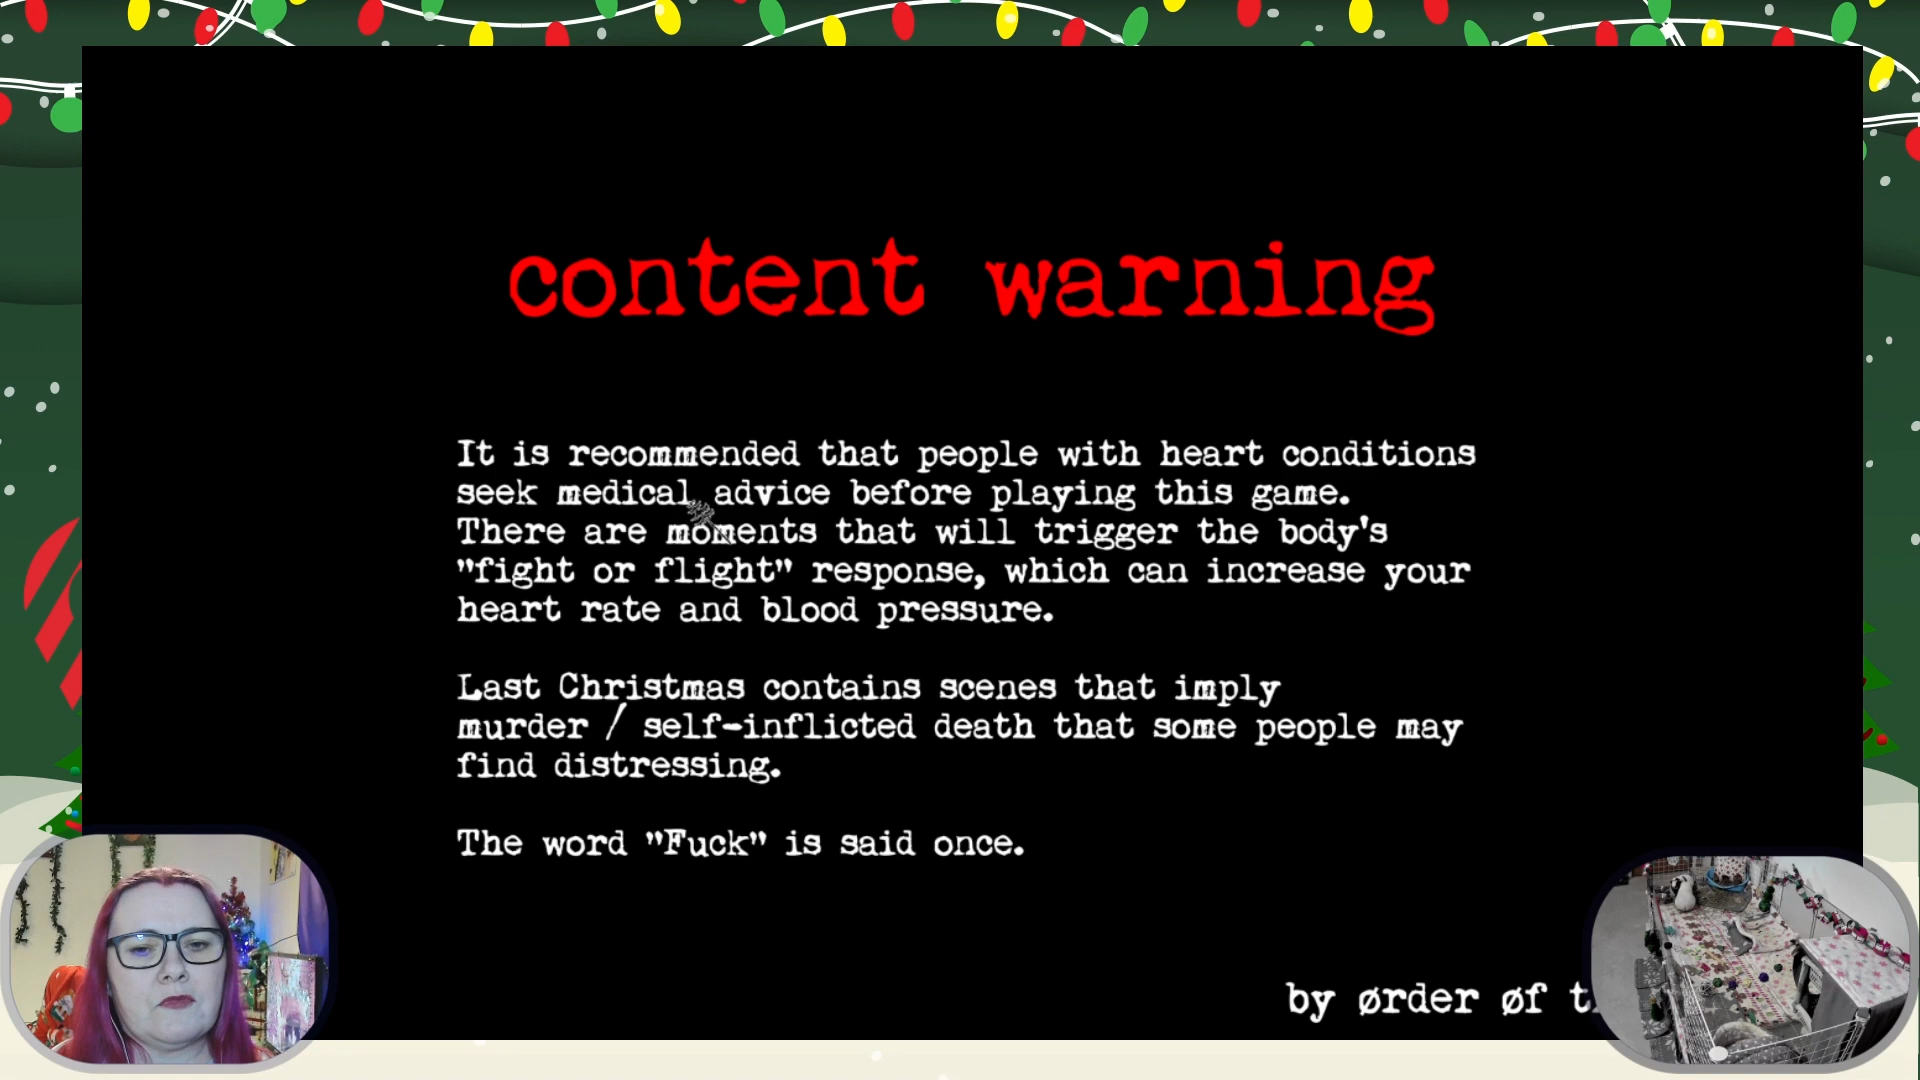 content warning
It is recommended that people with heart conditions
seek medical advice before playing this game.
There are moments that will trigger the body's
"fight or flight" response, which can increase your
heart rate and blood pressure.
Last Christmas contains scenes that imply
murder / self-inflicted death that some people may
find distressing.
The word "Fuck" is said once.
by ørder øf